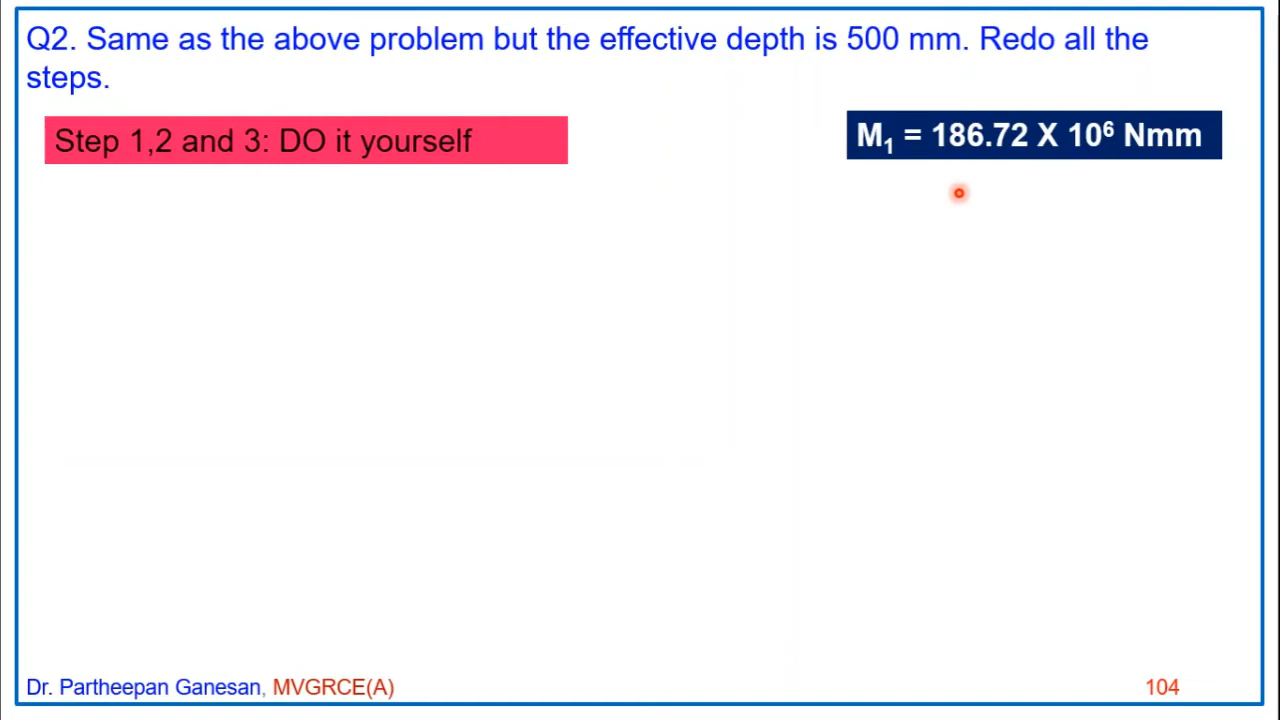 Q2. Same as the above problem but the effective depth is 500 mm. Redo all the
steps.
Step 1,2 and 3: DO it yourself
M₁ = 186.72 X 10⁶ Nmm
Dr. Partheepan Ganesan, MVGRCE(A)
104